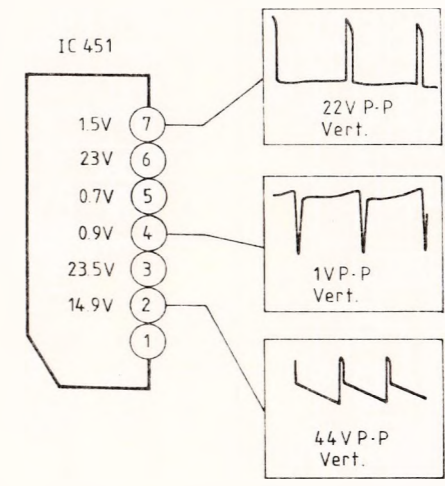 IC 451
1.5V 7
23V 6
0.7V 5
0.9V 4
23.5V 3
14.9V 2
1
22V P-P
Vert.
1V P-P
Vert.
44V P-P
Vert.